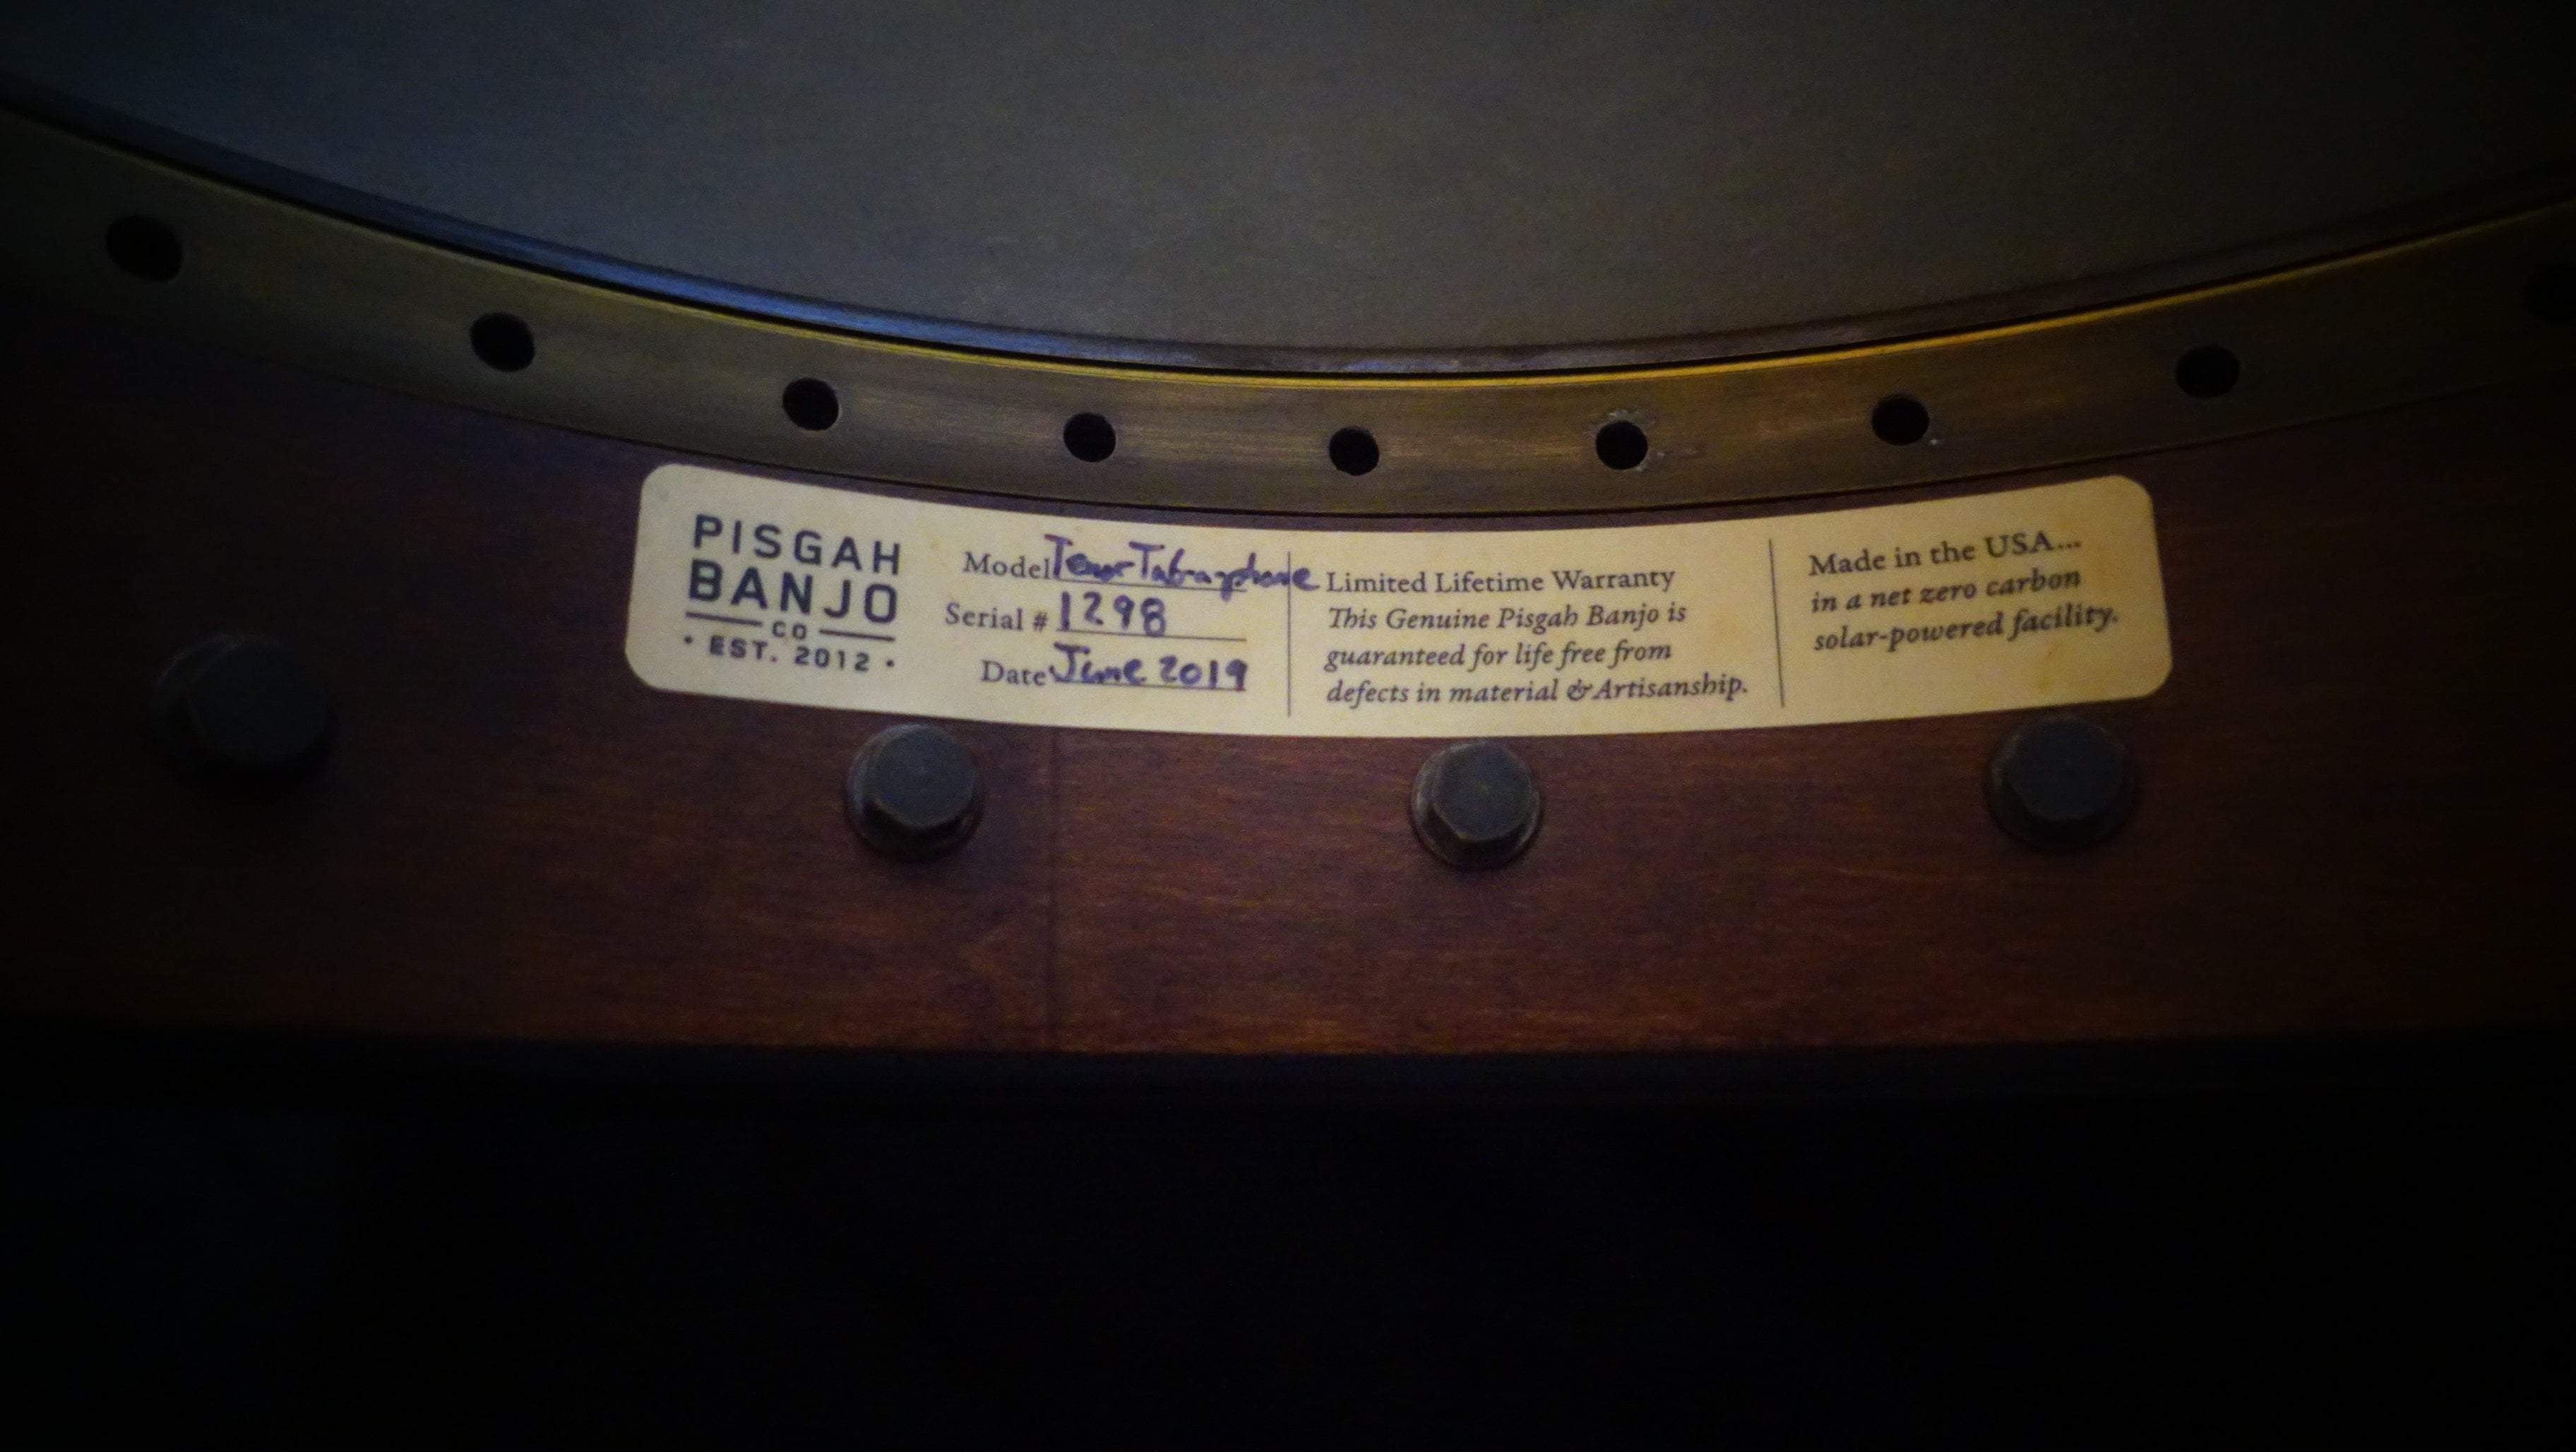 PISGAH
BANJO
CO
• EST. 2012 •
Model Tenor Tubaphone
Serial # 1298
Date June 2019
Limited Lifetime Warranty
This Genuine Pisgah Banjo is
guaranteed for life free from
defects in material & Artisanship.
Made in the USA...
in a net zero carbon
solar-powered facility.